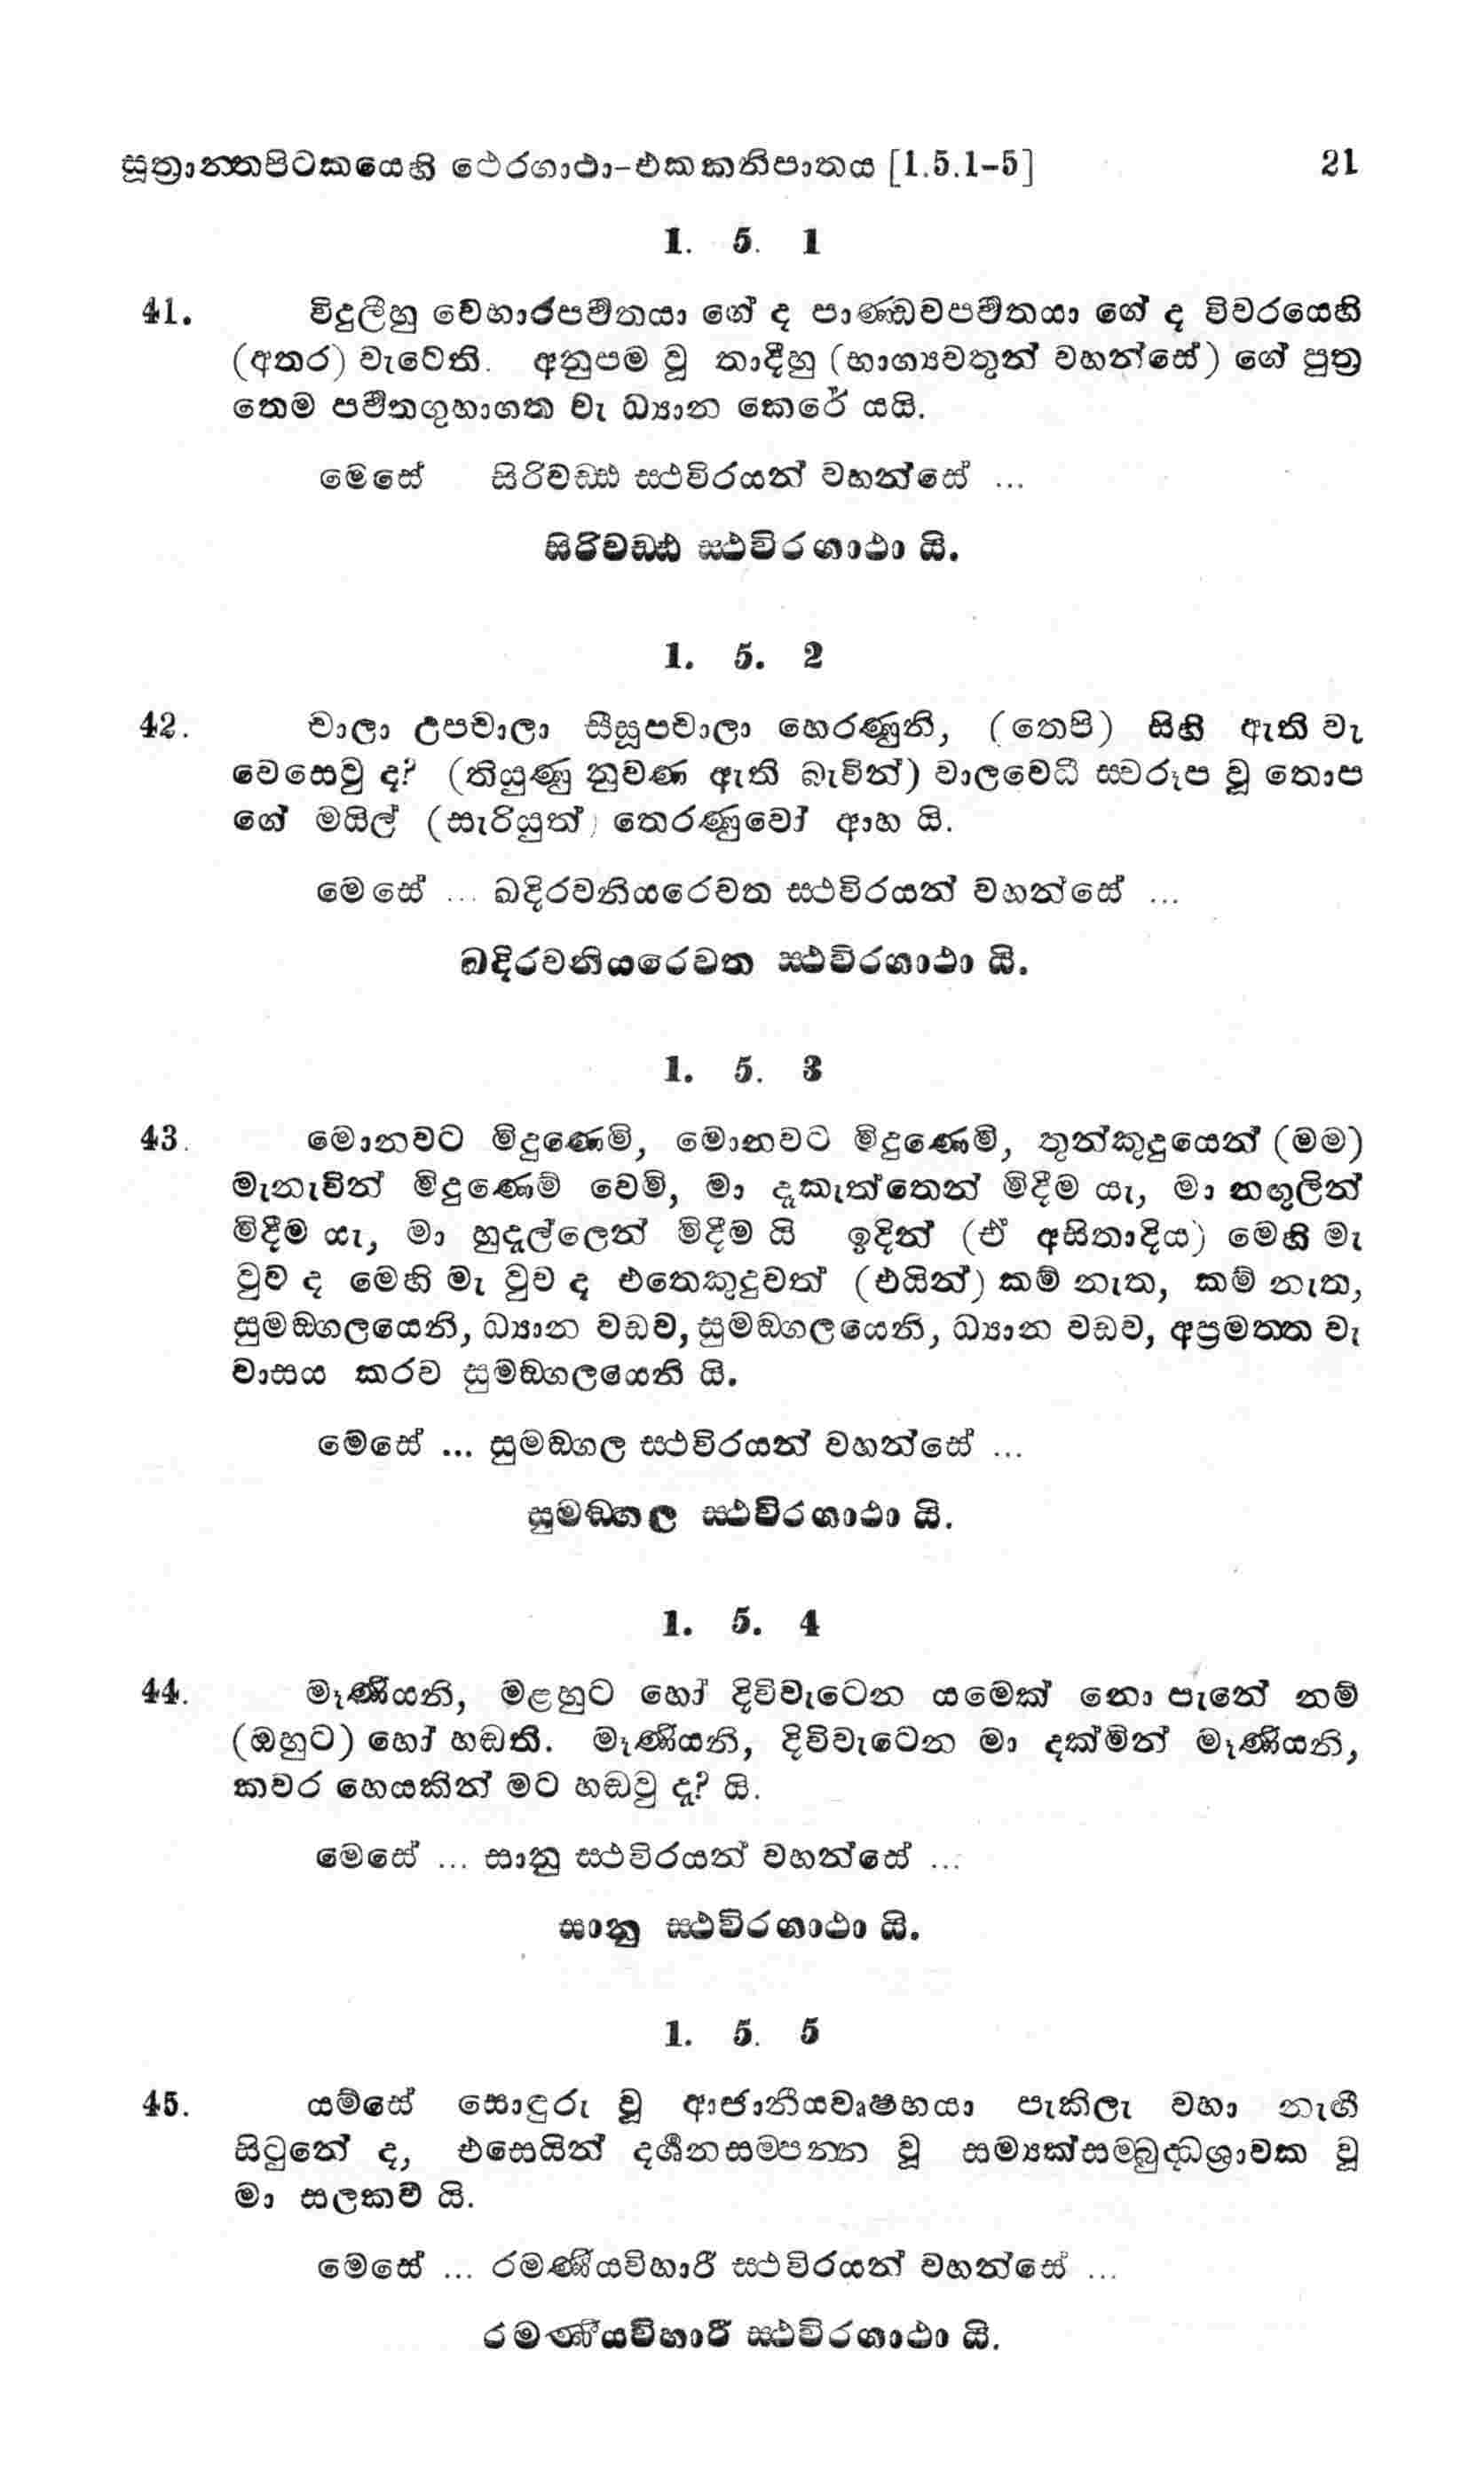 සූත්‍රාන්තපිටකයෙහි ථෙරගාථා-එකකනිපාතය [1.5.1-5] 21
1. 5. 1
41. විදුලීහු වේභාරපර්‍වතයා ගේ ද පාණ්ඩවපර්‍වතයා ගේ ද විවරයෙහි
(අතර) වැටෙති. අනුපම වූ තාදීහු (භාග්‍යවතුන් වහන්සේ) ගේ පුත්‍ර
තෙම පර්‍වතගුහාගත වැ ධ්‍යාන කෙරේ යයි.
මෙසේ සිරිවඩ්ඪ ස්ථවිරයන් වහන්සේ ...
සිරිවඩ්ඪ ස්ථවිරගාථා යි.
1. 5. 2
42. චාලා උපචාලා සීසූපචාලා හෙරණුනි, (තෙපි) සිහි ඇති වැ
වෙසෙවු ද? (තියුණු නුවණ ඇති බැවින්) වාලවේධී ස්වරූප වූ තොප
ගේ මයිල් (සැරියුත්) තෙරණුවෝ ආහ යි.
මෙසේ ... ඛදිරවනියරෙවත ස්ථවිරයන් වහන්සේ ...
ඛදිරවනියරෙවත ස්ථවිරගාථා යි.
1. 5. 3
43. මොනවට මිදුණෙමි, මොනවට මිදුණෙමි, තුන්කුදුයෙන් (මම)
මැනැවින් මිදුණෙම් වෙමි, මා දෑකැත්තෙන් මිදීම යැ, මා නඟුලින්
මිදීම යැ, මා හුදැල්ලෙන් මිදීම යි ඉදින් (ඒ අසිතාදිය) මෙහි මැ
වුව ද මෙහි මැ වුව ද එතෙකුදුවත් (එයින්) කම් නැත, කම් නැත,
සුමඞ්ගලයෙනි, ධ්‍යාන වඩව, සුමඞ්ගලයෙනි, ධ්‍යාන වඩව, අප්‍රමත්ත වැ
වාසය කරව සුමඞ්ගලයෙනි යි.
මෙසේ ... සුමඞ්ගල ස්ථවිරයන් වහන්සේ ...
සුමඞ්ගල ස්ථවිරගාථා යි.
1. 5. 4
44. මෑණියනි, මළහුට හෝ දිවිවැටෙන යමෙක් නො පැනේ නම්
(ඔහුට) හෝ හඬති. මෑණියනි, දිවිවැටෙන මා දක්මින් මෑණියනි,
කවර හෙයකින් මට හඬවු ද? යි.
මෙසේ ... සානු ස්ථවිරයන් වහන්සේ ...
සානු ස්ථවිරගාථා යි.
1. 5. 5
45. යම්සේ සොඳුරු වූ ආජානීයවෘෂභයා පැකිලැ වහා නැඟී
සිටුනේ ද, එසෙයින් දර්‍ශනසම්පන්න වූ සම්‍යක්සම්බුද්ධශ්‍රාවක වූ
මා සලකව යි.
මෙසේ ... රමණීයවිහාරී ස්ථවිරයන් වහන්සේ ...
රමණීයවිහාරී ස්ථවිරගාථා යි.